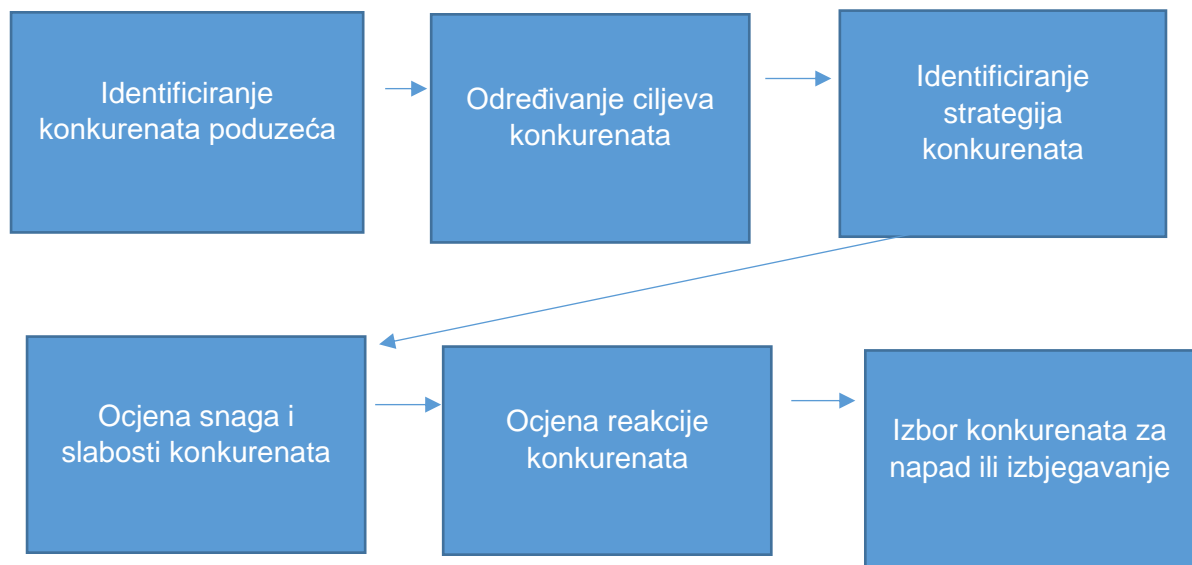 Identificiranje
konkurenata poduzeća
Određivanje ciljeva
konkurenata
Identificiranje
strategija
konkurenata
Ocjena snaga i
slabosti konkurenata
Ocjena reakcije
konkurenata
Izbor konkurenata za
napad ili izbjegavanje